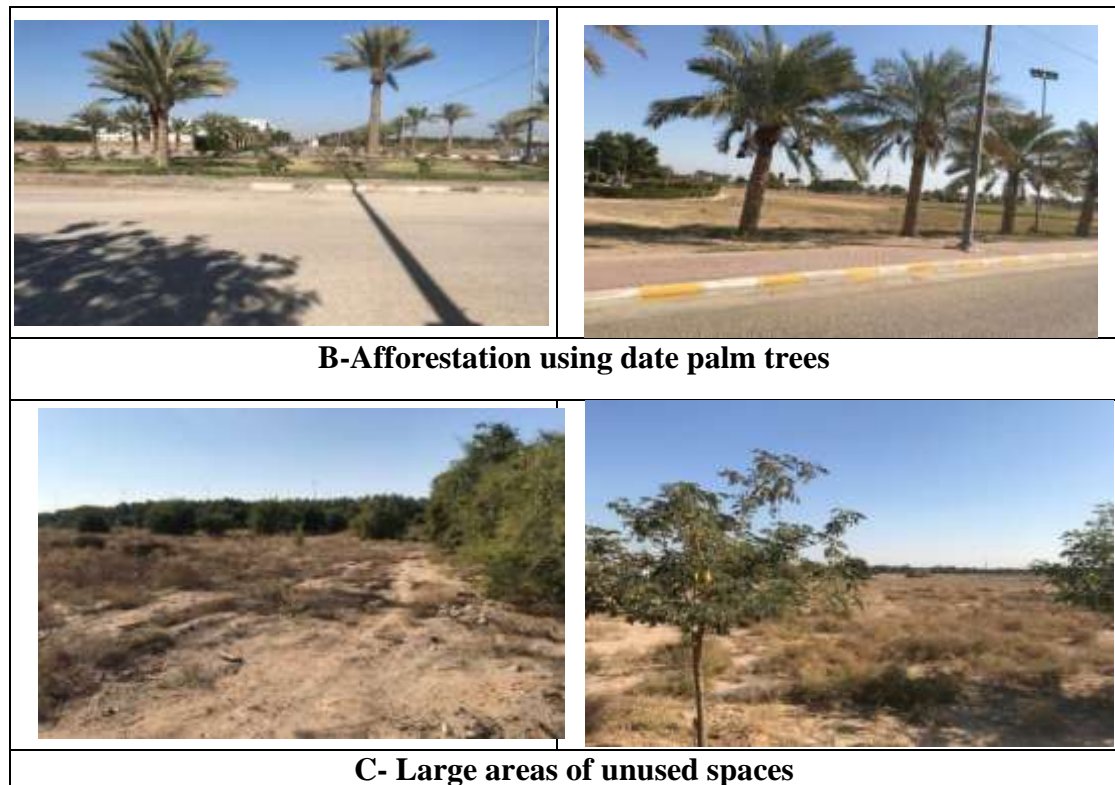 B-Afforestation using date palm trees
C- Large areas of unused spaces